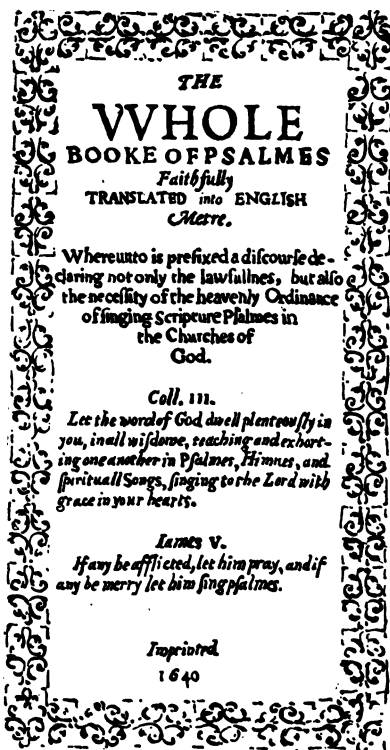 THE
VVHOLE
BOOKE OF PSALMES
Faithfully
TRANSLATED into ENGLISH
Metre.
Whereunto is prefixed a discourse de-
claring not only the lawfullnes, but also
the necessity of the heavenly Ordinance
of singing Scripture Psalmes in
the Churches of
God.
Coll. III.
Let the word of God dwell plenteously in
you, in all wisdome, teaching and exhort-
ing one another in Psalmes, Himnes, and
spirituall Songs, singing to the Lord with
grace in your hearts.
Iames V.
If any be afflicted, let him pray, and if
any be merry let him sing psalmes.
Imprinted
1640